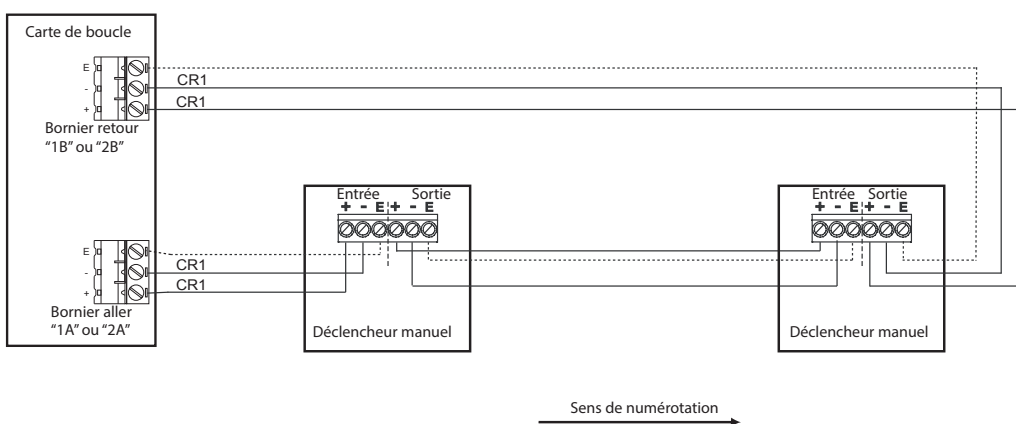 Carte de boucle
E
CR1
-
CR1
+
Bornier retour
“1B” ou “2B”
Entrée Sortie
+ - E + - E
Entrée Sortie
+ - E + - E
E
CR1
-
CR1
+
Bornier aller
“1A” ou “2A”
Déclencheur manuel
Déclencheur manuel
Sens de numérotation